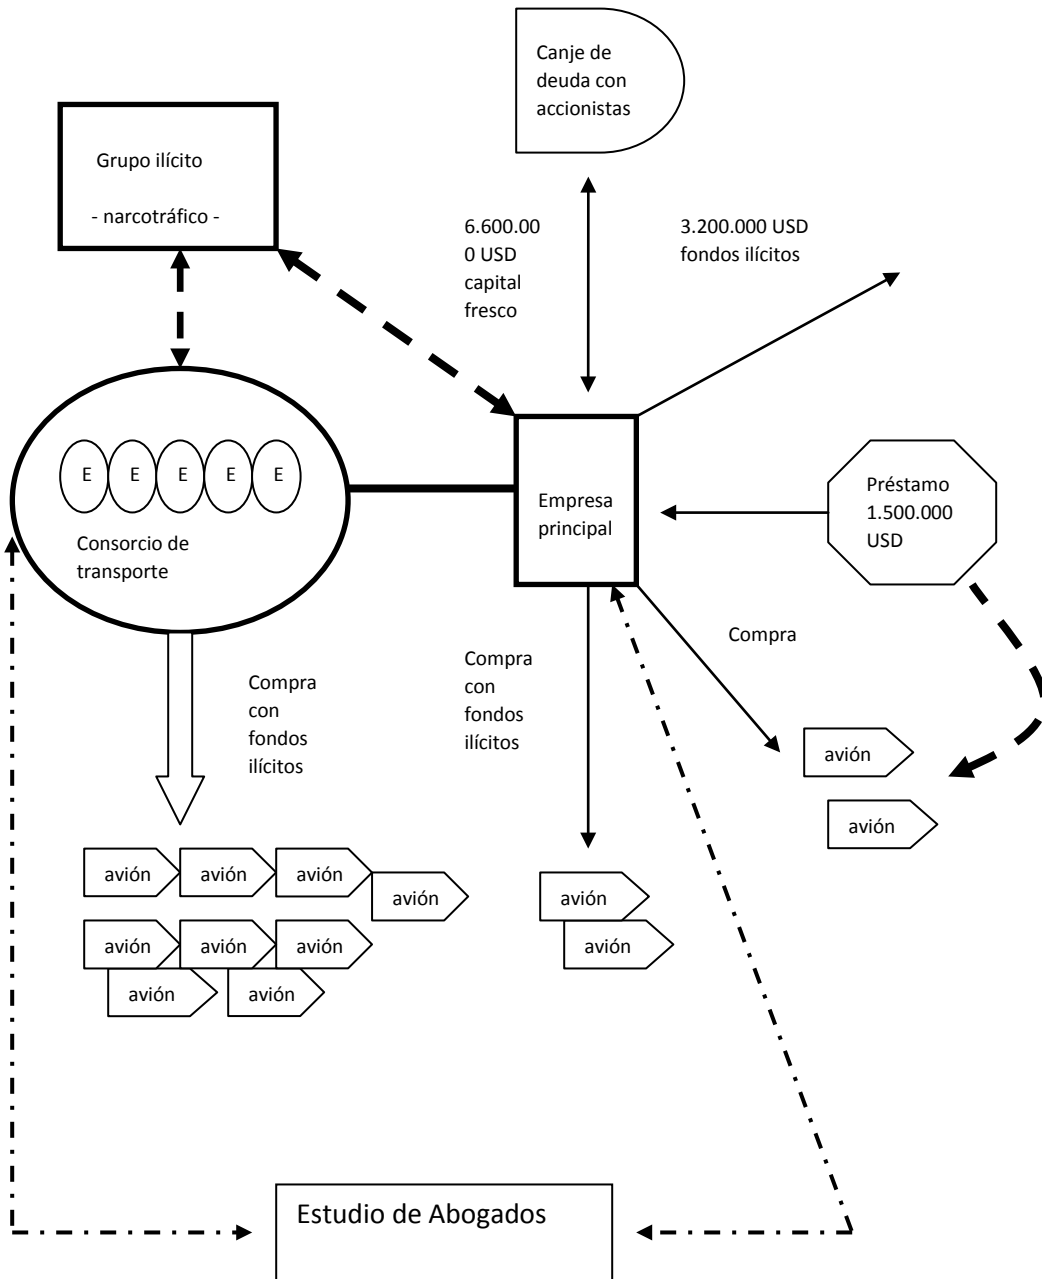 Canje de
deuda con
accionistas
Grupo ilícito
- narcotráfico -
6.600.00
0 USD
capital
fresco
3.200.000 USD
fondos ilícitos
E E E E E
Consorcio de
transporte
Empresa
principal
Préstamo
1.500.000
USD
Compra
con
fondos
ilícitos
Compra
con
fondos
ilícitos
Compra
avión
avión
avión avión avión
avión
avión avión avión
avión avión
avión
avión
Estudio de Abogados